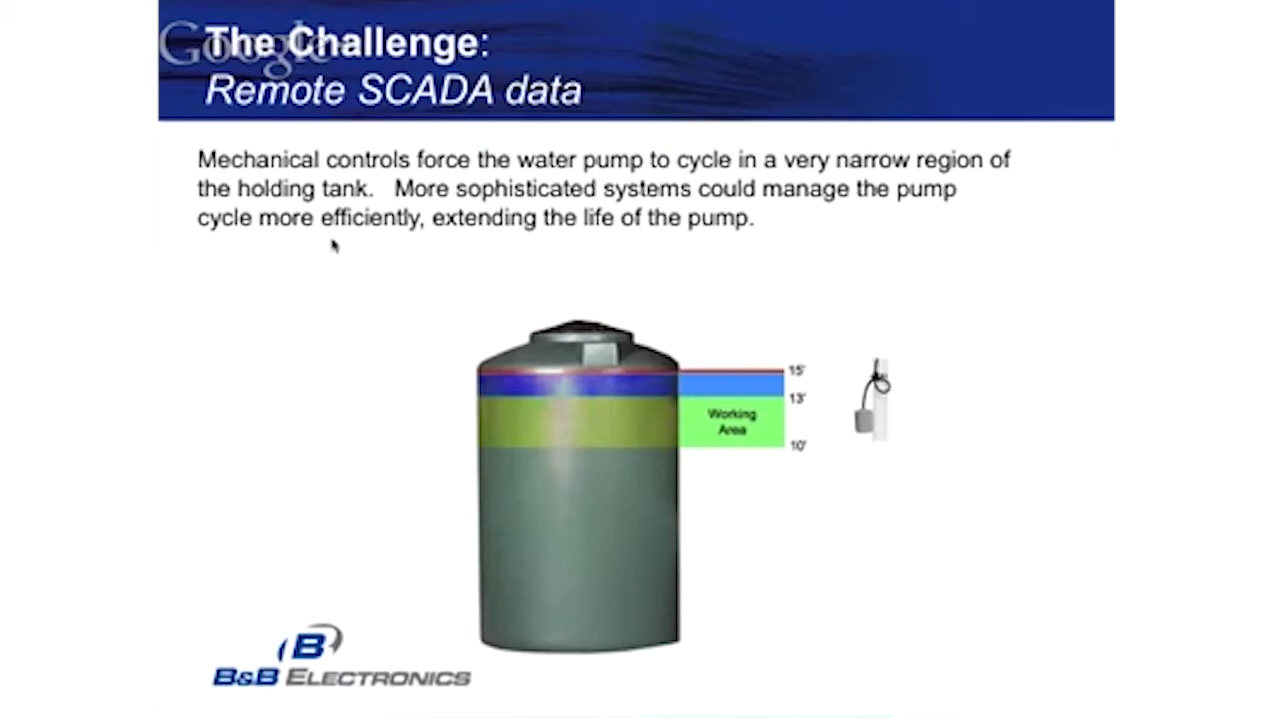 Google
The Challenge:
Remote SCADA data
Mechanical controls force the water pump to cycle in a very narrow region of
the holding tank. More sophisticated systems could manage the pump
cycle more efficiently, extending the life of the pump.
15'
13'
Working
Area
10'
B
B&B ELECTRONICS